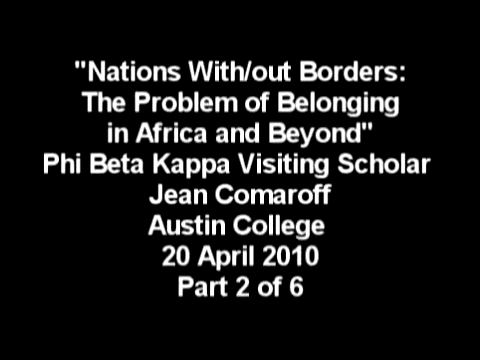 "Nations With/out Borders:
The Problem of Belonging
in Africa and Beyond"
Phi Beta Kappa Visiting Scholar
Jean Comaroff
Austin College
20 April 2010
Part 2 of 6